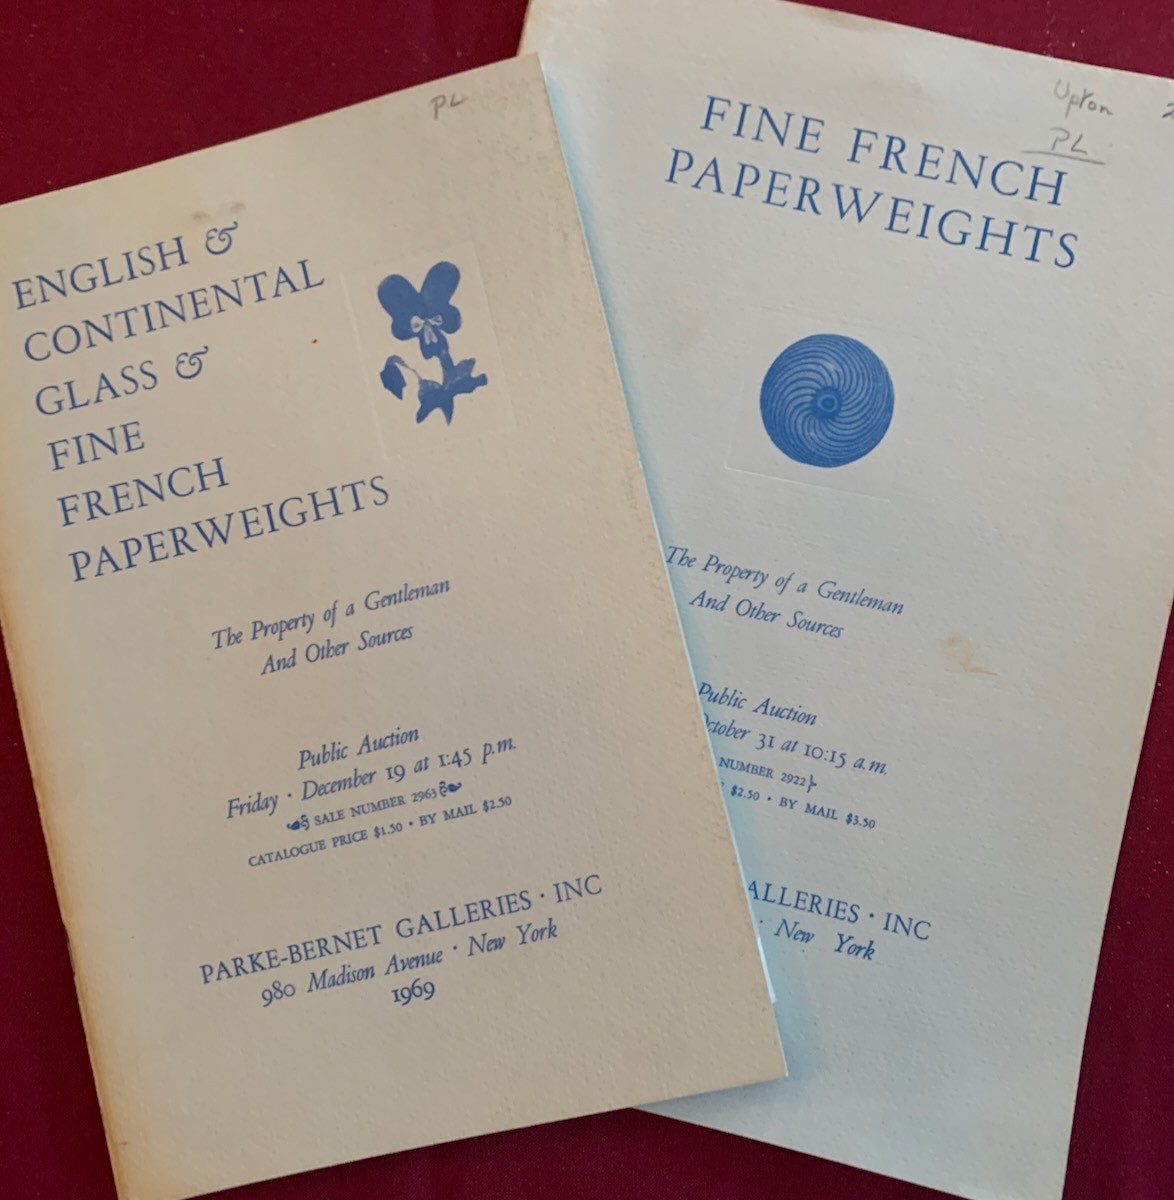 PL
ENGLISH &
CONTINENTAL
GLASS &
FINE
FRENCH
PAPERWEIGHTS
The Property of a Gentleman
And Other Sources
Public Auction
Friday · December 19 at 1:45 p.m.
SALE NUMBER 2963
CATALOGUE PRICE $1.50 · BY MAIL $2.50
PARKE-BERNET GALLERIES · INC
980 Madison Avenue · New York
1969
Upton
PL
FINE FRENCH
PAPERWEIGHTS
The Property of a Gentleman
And Other Sources
Public Auction
October 31 at 10:15 a.m.
NUMBER 2922
· $2.50 · BY MAIL $3.50
ALLERIES · INC
· New York